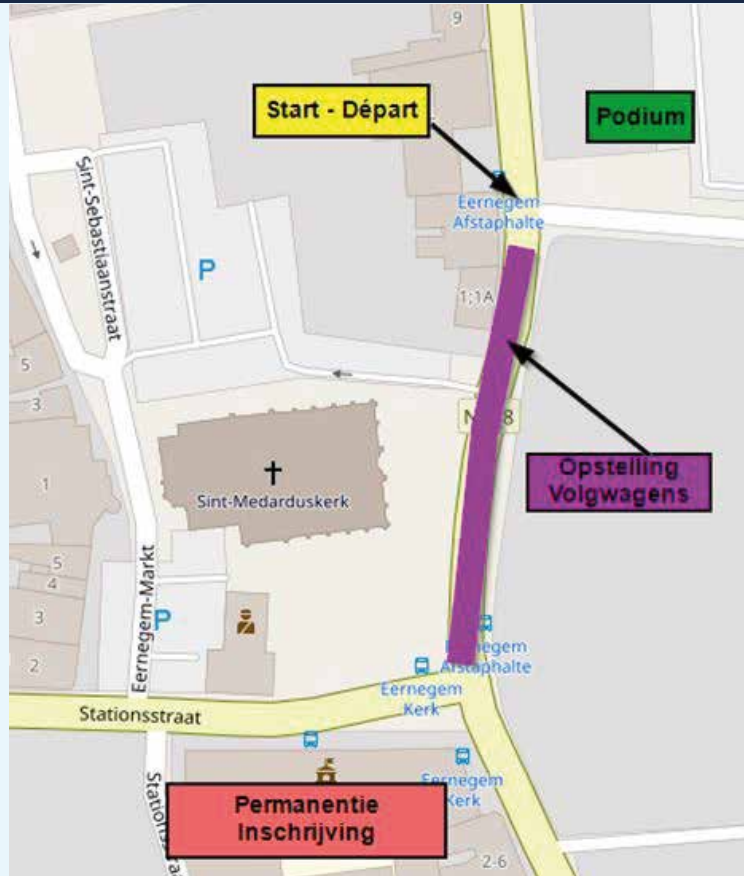 9
Start - Départ
Podium
Sint-Sebastiaanstraat
Eernegem
Afstaphalte
P
1;1A
5
3
N 8
Opstelling
Volgwagens
1
Sint-Medarduskerk
5
4
3
P
2
Eernegem-Markt
Afstaphalte
Eernegem
Kerk
Stationsstraat
Eernegem
Kerk
Permanentie
Inschrijving
2-6